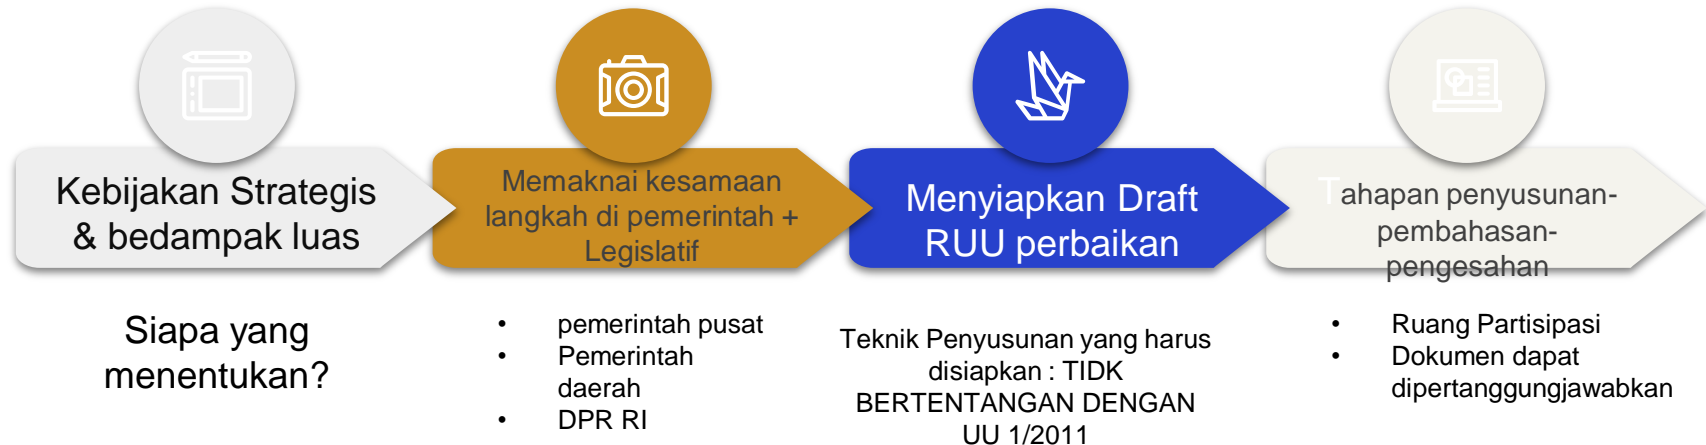 Kebijakan Strategis
& bedampak luas
Siapa yang
menentukan?
Memaknai kesamaan
langkah di pemerintah +
Legislatif
• pemerintah pusat
• Pemerintah
daerah
• DPR RI
Menyiapkan Draft
RUU perbaikan
Teknik Penyusunan yang harus
disiapkan : TIDK
BERTENTANGAN DENGAN
UU 1/2011
Tahapan penyusunan-
pembahasan-
pengesahan
• Ruang Partisipasi
• Dokumen dapat
dipertanggungjawabkan